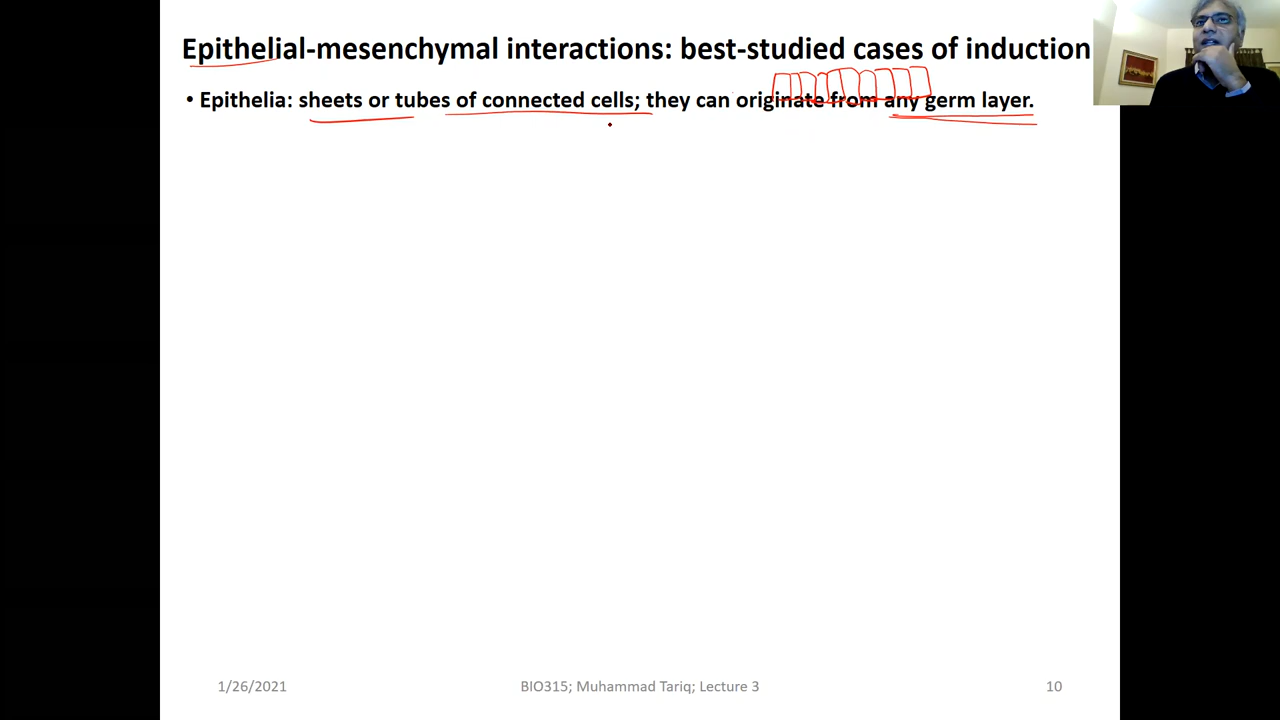 Epithelial-mesenchymal interactions: best-studied cases of induction
• Epithelia: sheets or tubes of connected cells; they can originate from any germ layer.
1/26/2021 BIO315; Muhammad Tariq; Lecture 3 10